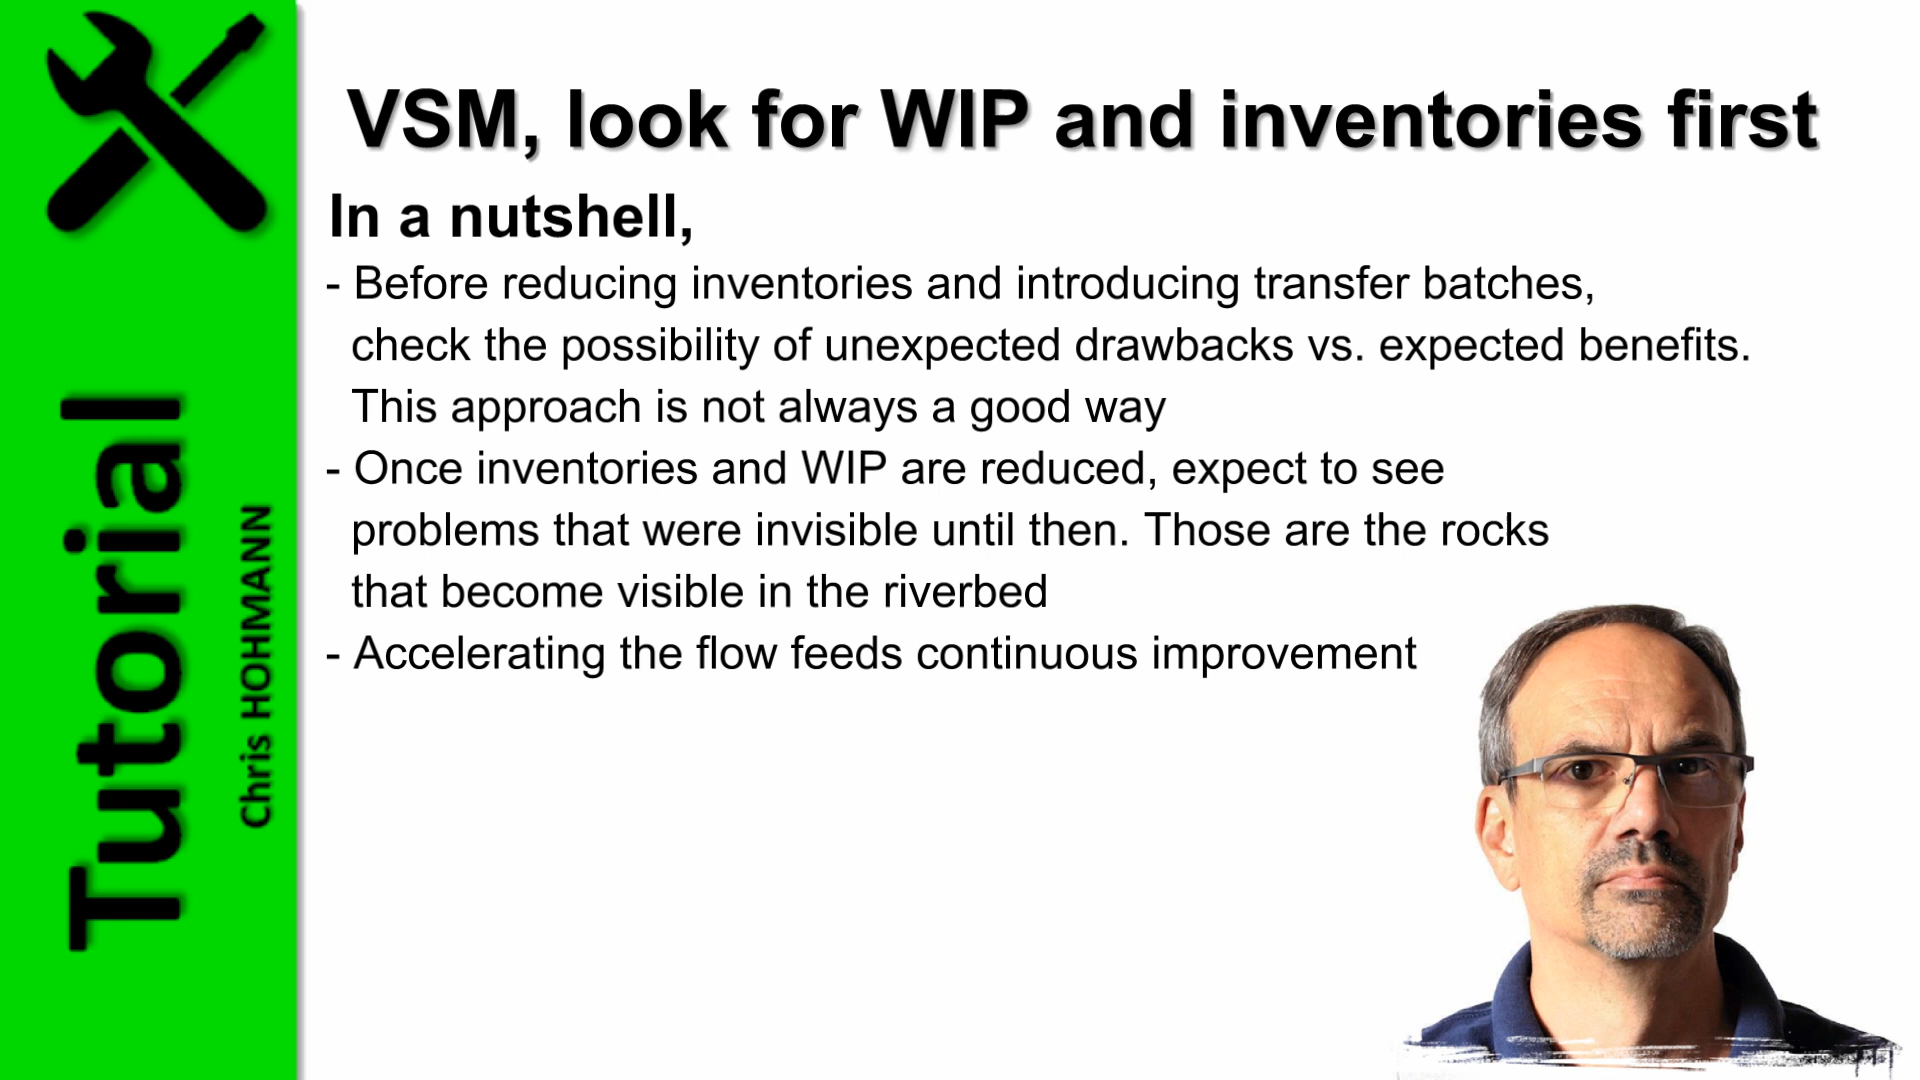 VSM, look for WIP and inventories first
In a nutshell,
- Before reducing inventories and introducing transfer batches,
check the possibility of unexpected drawbacks vs. expected benefits.
This approach is not always a good way
- Once inventories and WIP are reduced, expect to see
problems that were invisible until then. Those are the rocks
that become visible in the riverbed
- Accelerating the flow feeds continuous improvement
Tutorial
Chris HOHMANN